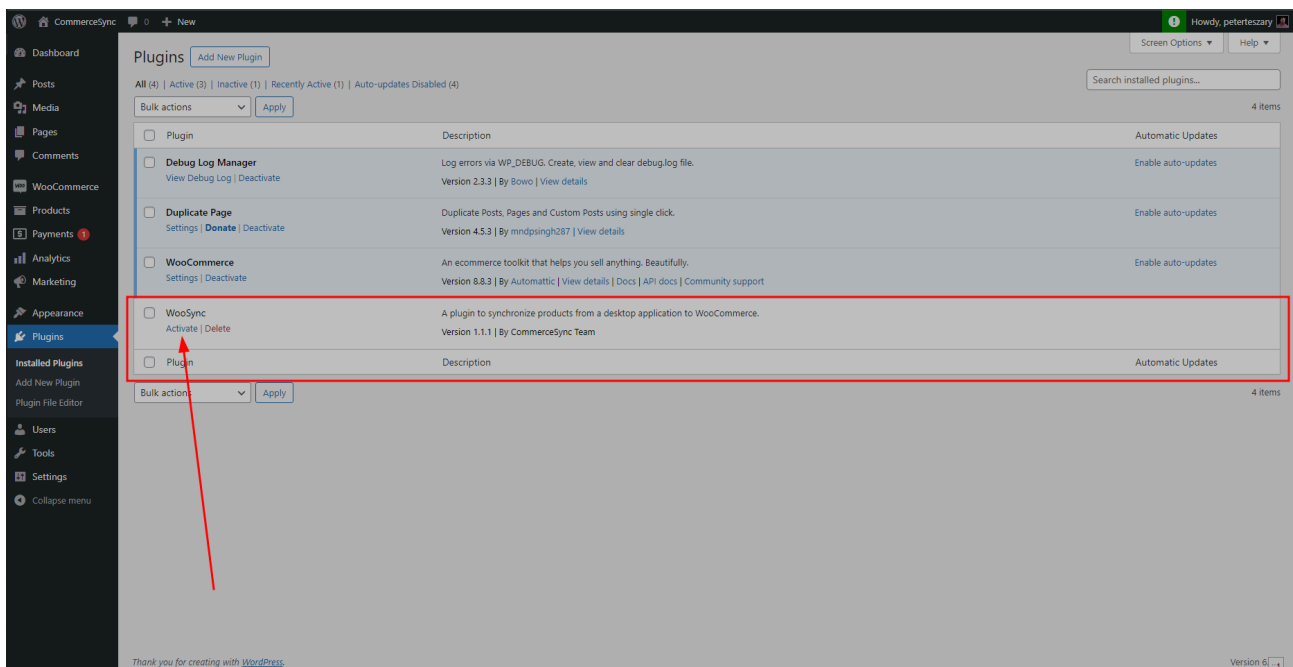 CommerceSync 0 + New
Howdy, peterteszary
Screen Options ▼ Help ▼
Dashboard
Posts
Media
Pages
Comments
WooCommerce
Products
Payments 1
Analytics
Marketing
Appearance
Plugins
Installed Plugins
Add New Plugin
Plugin File Editor
Users
Tools
Settings
Collapse menu
Plugins Add New Plugin
All (4) | Active (3) | Inactive (1) | Recently Active (1) | Auto-updates Disabled (4)
Search installed plugins...
Bulk actions Apply
4 items
Plugin Description Automatic Updates
Debug Log Manager Log errors via WP_DEBUG. Create, view and clear debug.log file. Enable auto-updates
View Debug Log | Deactivate
Version 2.3.3 | By Bowo | View details
Duplicate Page Duplicate Posts, Pages and Custom Posts using single click. Enable auto-updates
Settings | Donate | Deactivate
Version 4.5.3 | By mndpsingh287 | View details
WooCommerce An ecommerce toolkit that helps you sell anything. Beautifully. Enable auto-updates
Settings | Deactivate
Version 8.8.3 | By Automattic | View details | Docs | API docs | Community support
WooSync A plugin to synchronize products from a desktop application to WooCommerce.
Activate | Delete
Version 1.1.1 | By CommerceSync Team
Plugin Description Automatic Updates
Bulk actions Apply
4 items
Thank you for creating with WordPress.
Version 6.